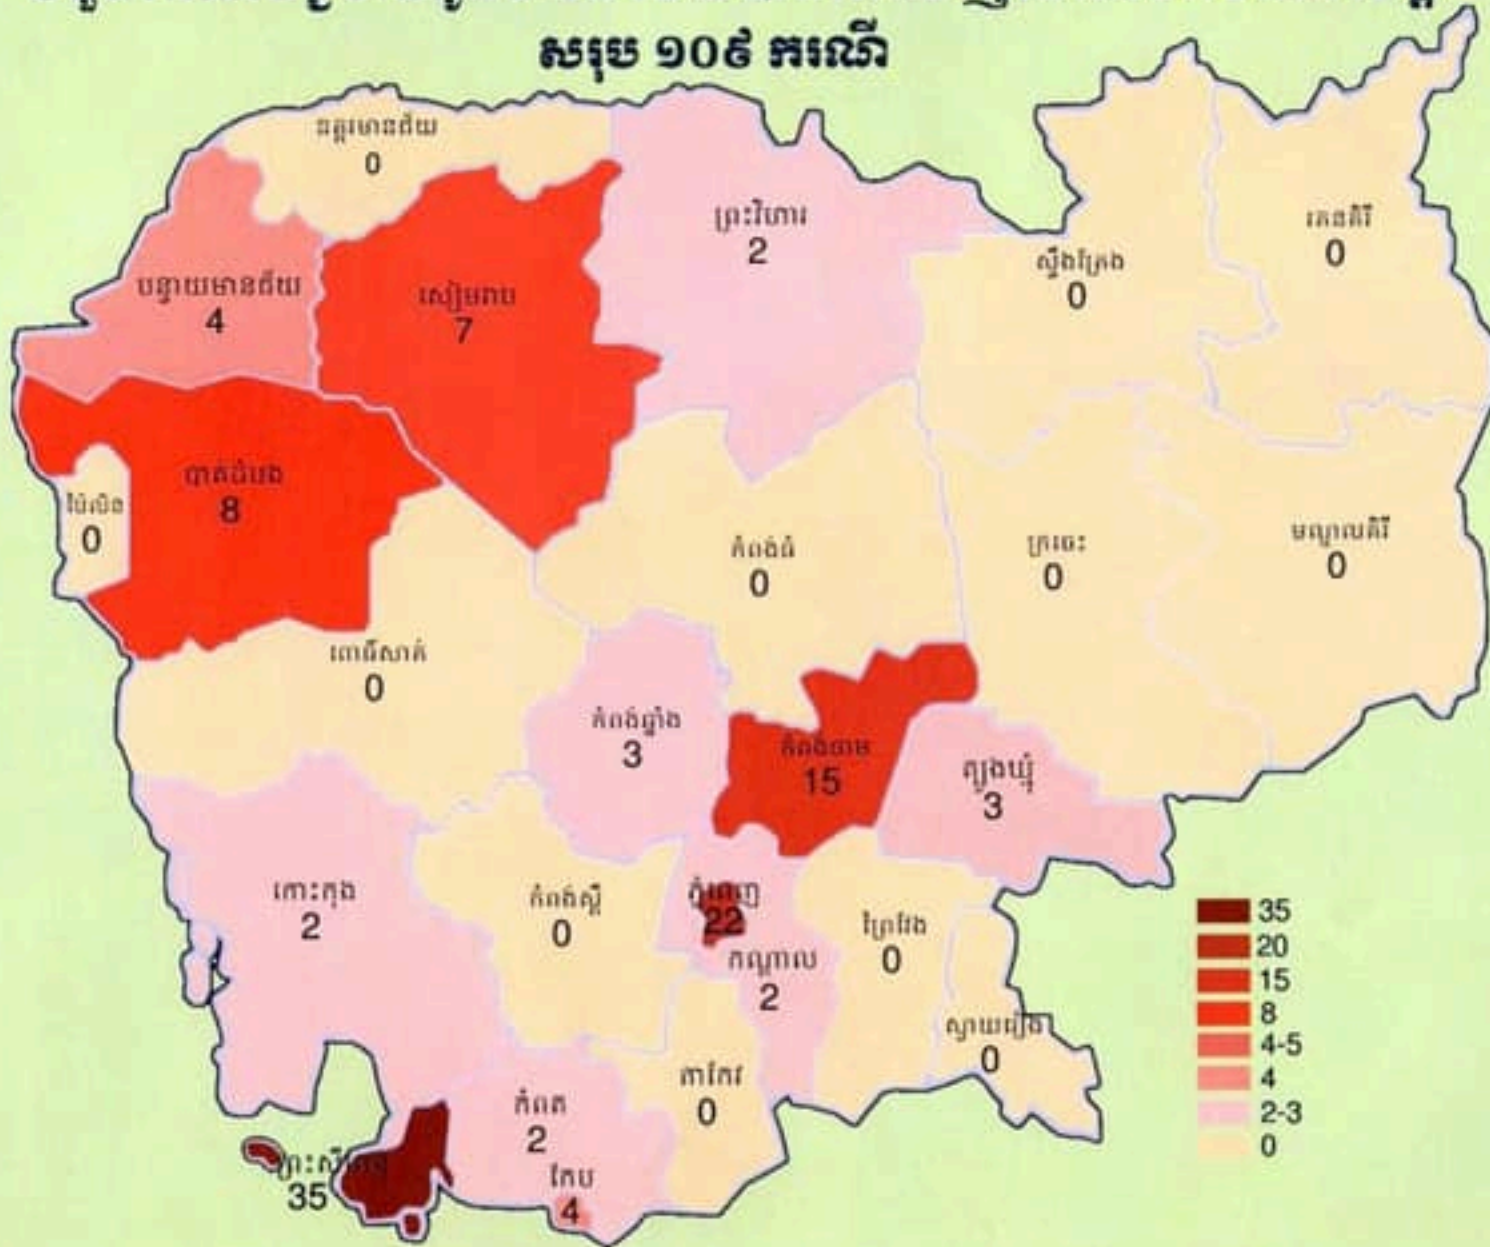 សរុប ១០៩ ករណី
ឧត្តរមានជ័យ
0
ព្រះវិហារ
2
រតនគិរី
0
ស្ទឹងត្រែង
0
បន្ទាយមានជ័យ
4
សៀមរាប
7
បាត់ដំបង
8
ប៉ៃលិន
0
កំពង់ធំ
0
ក្រចេះ
0
មណ្ឌលគិរី
0
ពោធិ៍សាត់
0
កំពង់ឆ្នាំង
3
កំពង់ចាម
15
ត្បូងឃ្មុំ
3
កោះកុង
2
កំពង់ស្ពឺ
0
ភ្នំពេញ
22
កណ្តាល
2
ព្រៃវែង
0
ស្វាយរៀង
0
តាកែវ
0
កំពត
2
កែប
4
35
35
20
15
8
4-5
4
2-3
0